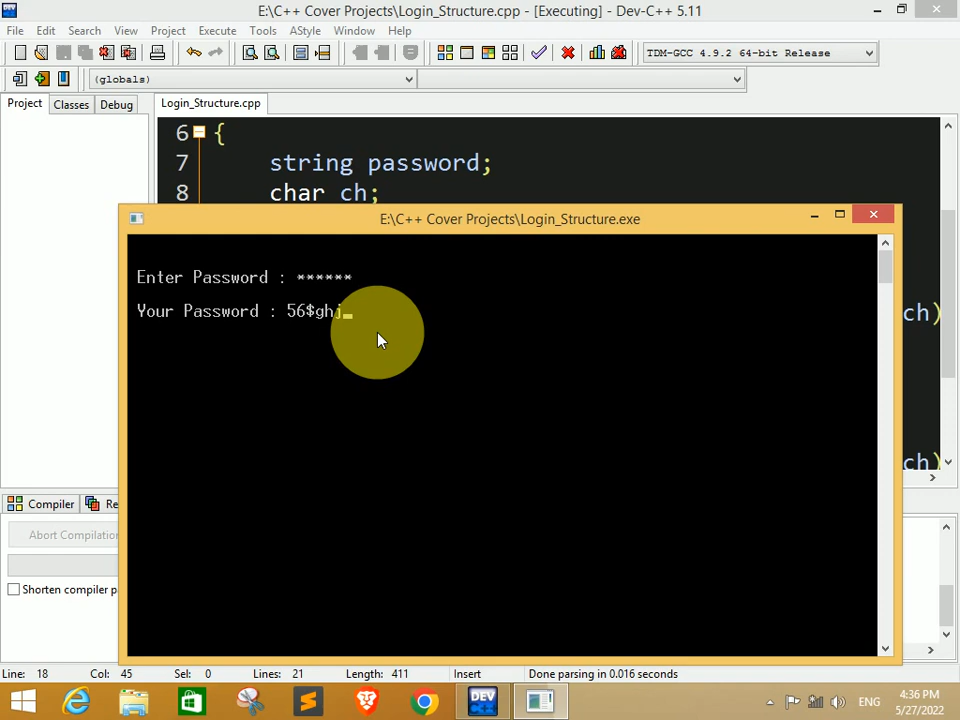 E:\C++ Cover Projects\Login_Structure.cpp - [Executing] - Dev-C++ 5.11
File Edit Search View Project Execute Tools AStyle Window Help
TDM-GCC 4.9.2 64-bit Release
(globals)
Project Classes Debug Login_Structure.cpp
6 {
7 string password;
8 char ch;
E:\C++ Cover Projects\Login_Structure.exe
Enter Password : ******
Your Password : 56$ghj_
ch)
ch)
Compiler Re
Abort Compilation
Shorten compiler p
Line: 18 Col: 45 Sel: 0 Lines: 21 Length: 411 Insert Done parsing in 0.016 seconds
DEV
C++
ENG
4:36 PM
5/27/2022